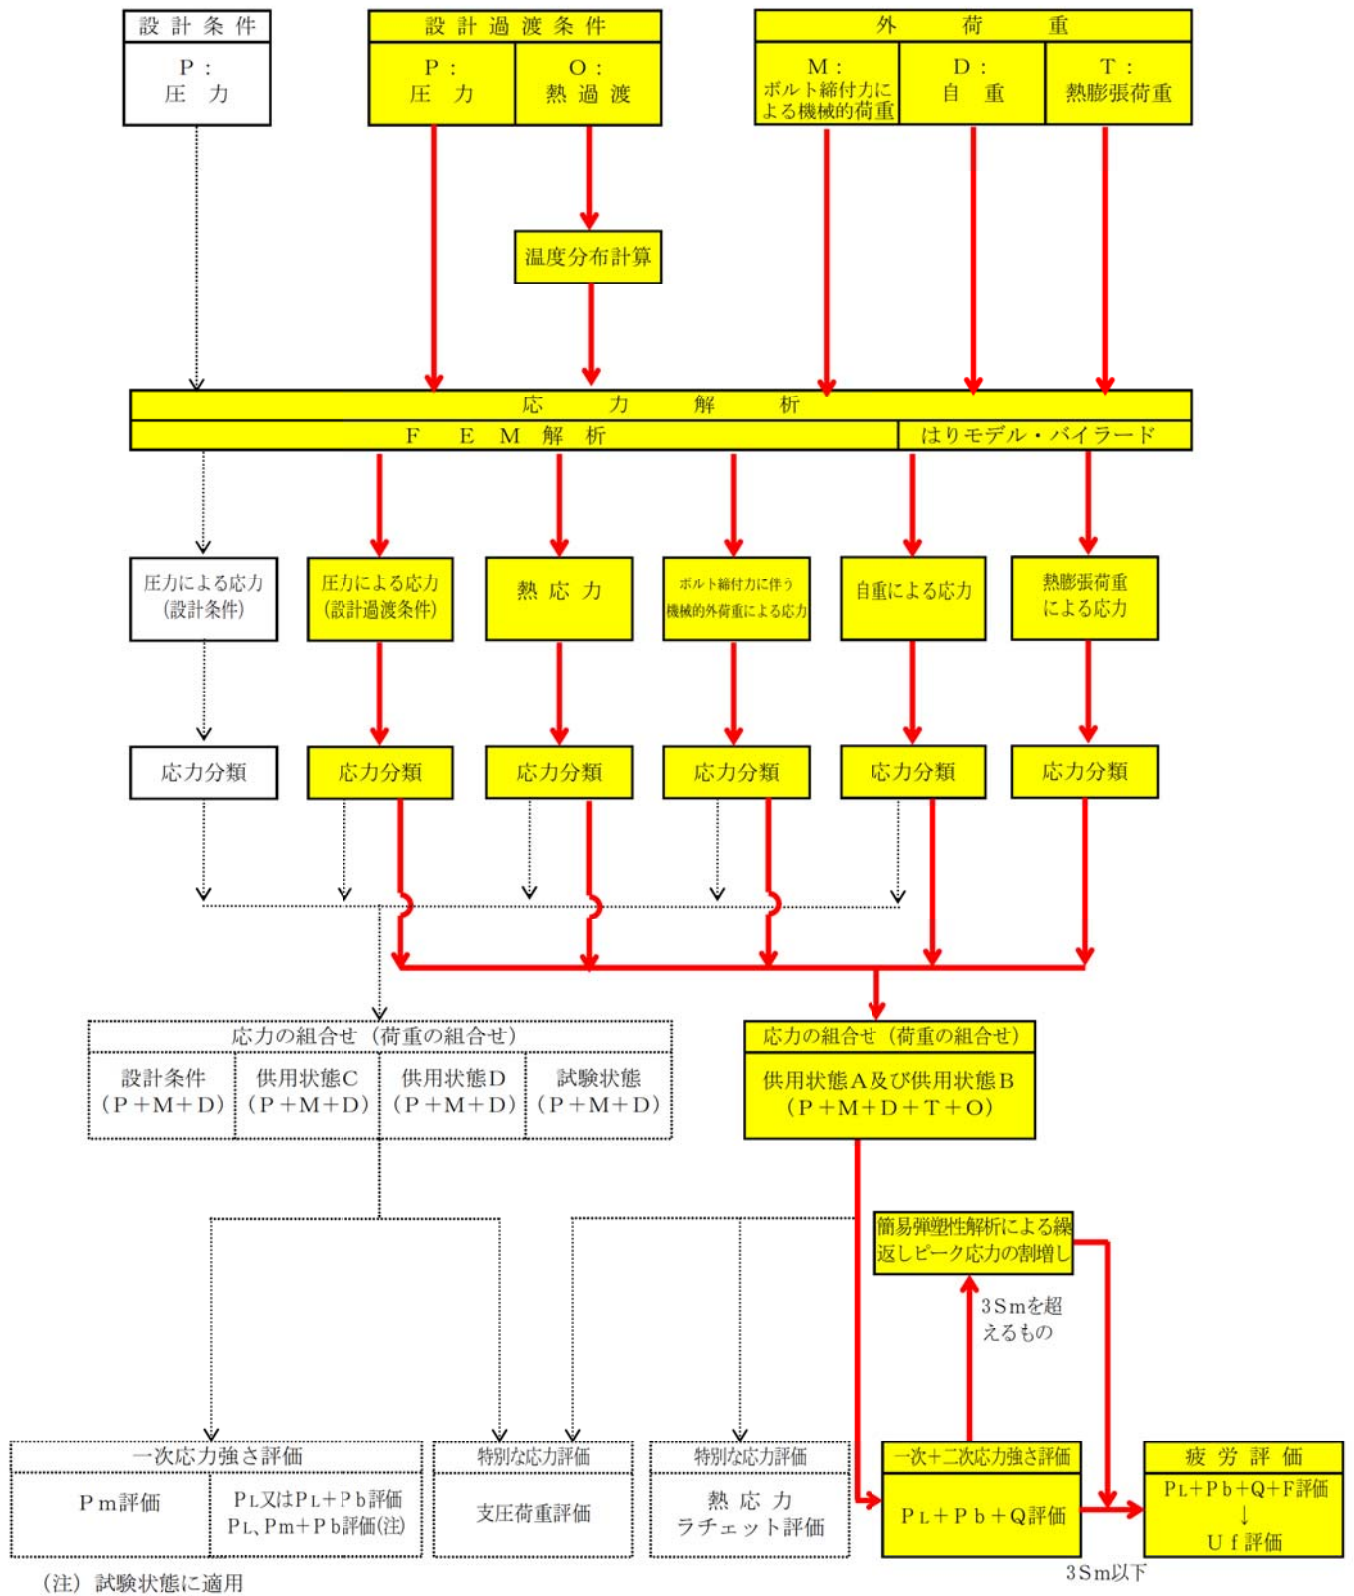 設計条件
P：
圧力
設計過渡条件
P：
圧力
O：
熱過渡
外荷重
M：
ボルト締付力に
よる機械的荷重
D：
自重
T：
熱膨張荷重
温度分布計算
応力解析
FEM解析
はりモデル・バイラード
圧力による応力
(設計条件)
圧力による応力
(設計過渡条件)
熱応力
ボルト締付力に伴う
機械的外荷重による応力
自重による応力
熱膨張荷重
による応力
応力分類
応力分類
応力分類
応力分類
応力分類
応力分類
応力の組合せ（荷重の組合せ）
設計条件
（P＋M＋D）
供用状態C
（P＋M＋D）
供用状態D
（P＋M＋D）
試験状態
（P＋M＋D）
応力の組合せ（荷重の組合せ）
供用状態A及び供用状態B
（P＋M＋D＋T＋O）
簡易弾塑性解析による繰
返しピーク応力の割増し
3Smを超
えるもの
一次応力強さ評価
Pm評価
PL又はPL＋Pb評価
PL、Pm＋Pb評価(注)
特別な応力評価
支圧荷重評価
特別な応力評価
熱応力
ラチェット評価
一次＋二次応力強さ評価
PL＋Pb＋Q評価
疲労評価
PL＋Pb＋Q＋F評価
↓
Uf評価
3Sm以下
（注）試験状態に適用